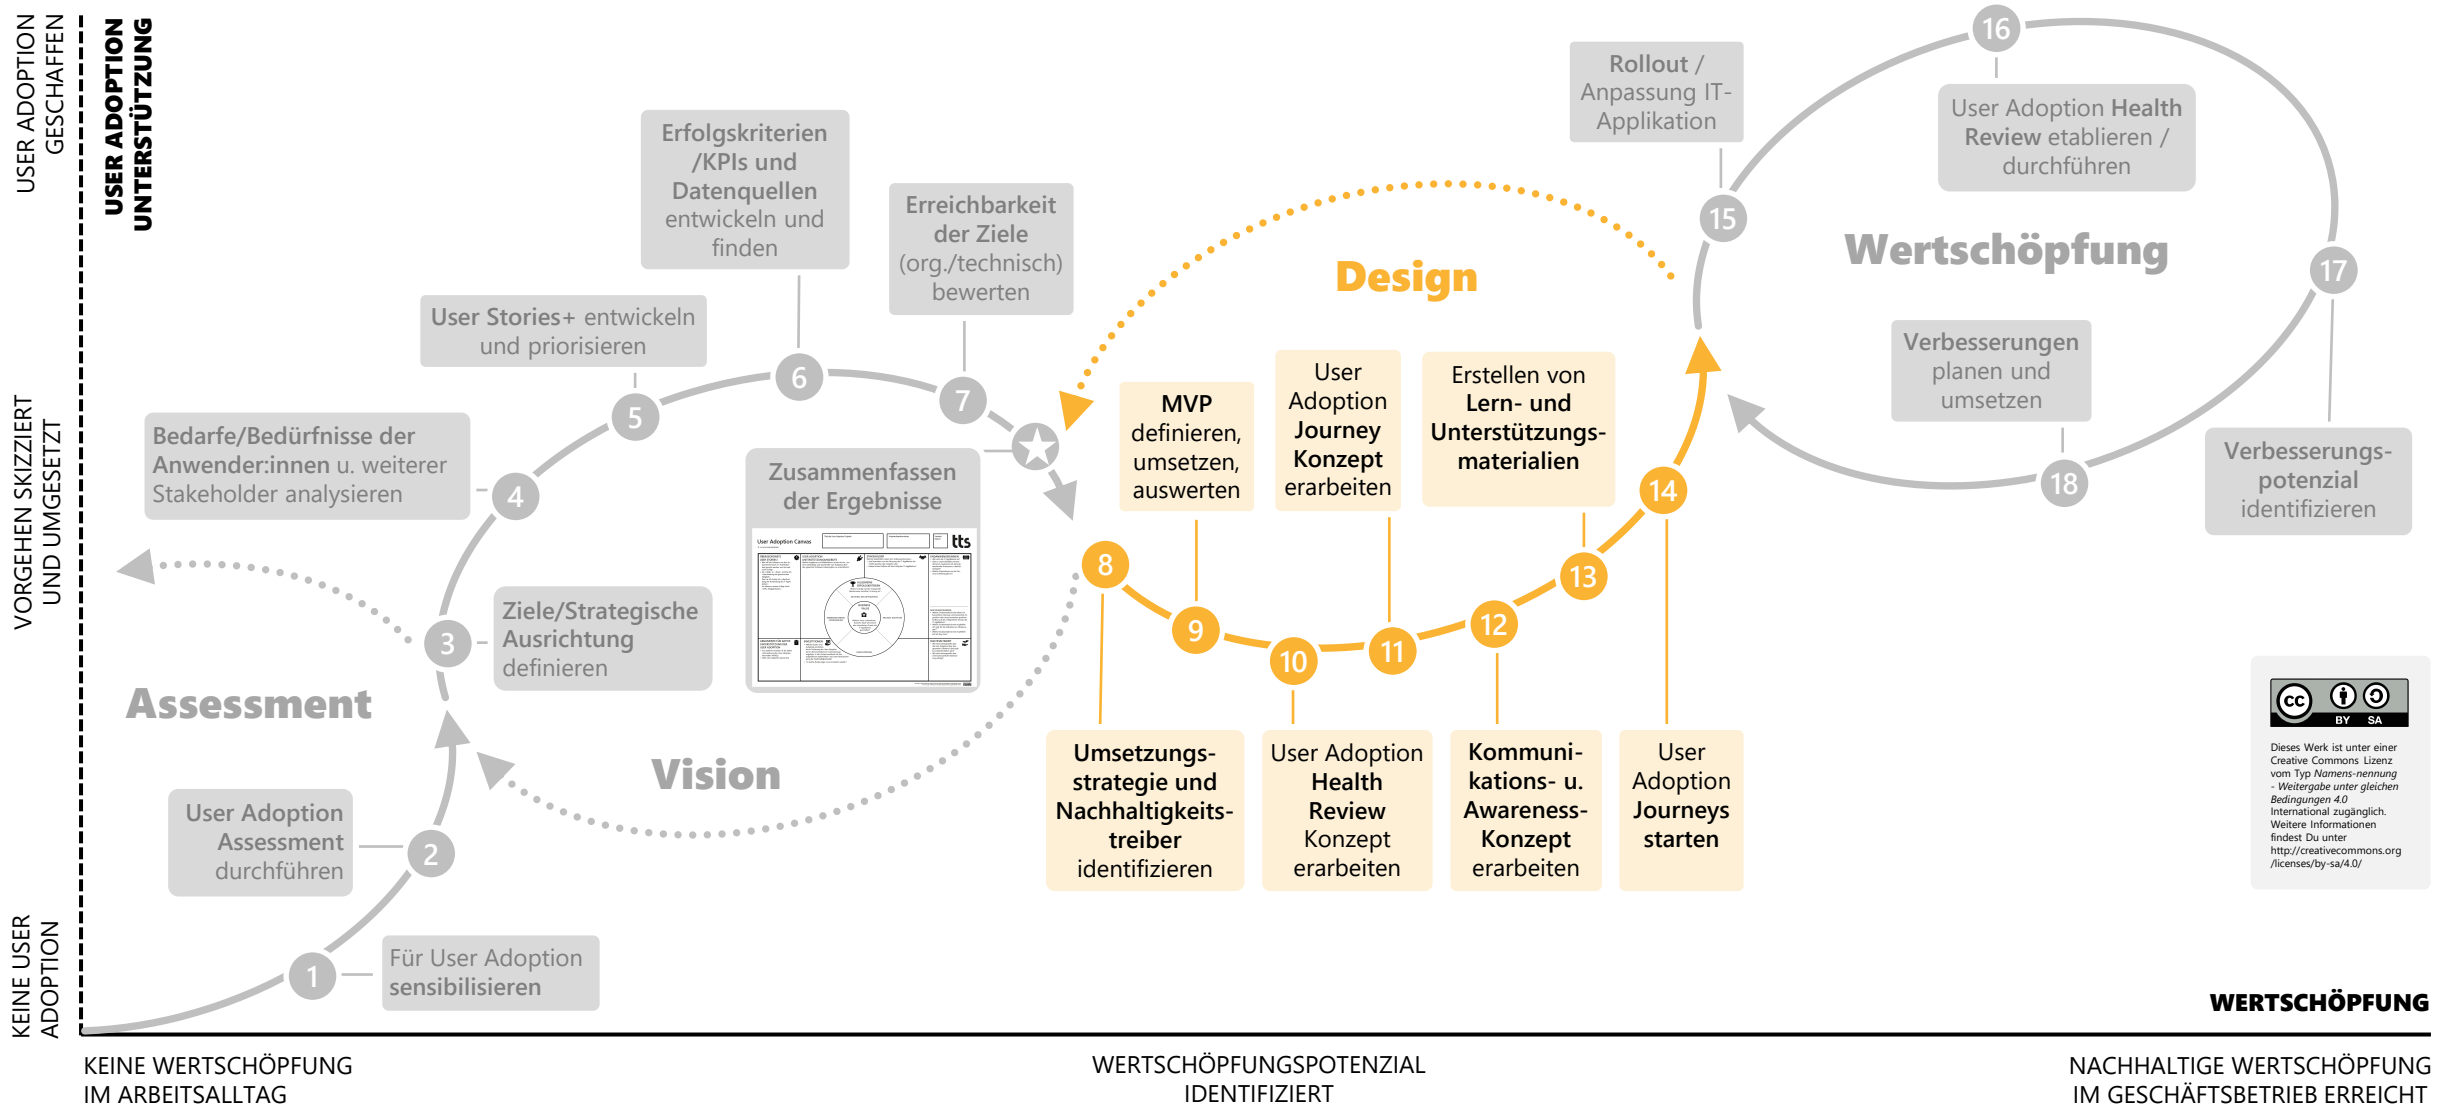 USER ADOPTION
GESCHAFFEN
USER ADOPTION
UNTERSTÜTZUNG
VORGEHEN SKIZZIERT
UND UMGESETZT
KEINE USER
ADOPTION
Assessment
1
Für User Adoption
sensibilisieren
2
User Adoption
Assessment
durchführen
Vision
3
Ziele/Strategische
Ausrichtung
definieren
4
Bedarfe/Bedürfnisse der
Anwender:innen u. weiterer
Stakeholder analysieren
5
User Stories+ entwickeln
und priorisieren
6
Erfolgskriterien
/KPIs und
Datenquellen
entwickeln und
finden
7
Erreichbarkeit
der Ziele
(org./technisch)
bewerten
Zusammenfassen
der Ergebnisse
User Adoption Canvas
tts
Design
8
Umsetzungs-
strategie und
Nachhaltigkeits-
treiber
identifizieren
9
MVP
definieren,
umsetzen,
auswerten
10
User Adoption
Health
Review
Konzept
erarbeiten
11
User
Adoption
Journey
Konzept
erarbeiten
12
Kommuni-
kations- u.
Awareness-
Konzept
erarbeiten
13
Erstellen von
Lern- und
Unterstützungs-
materialien
14
User
Adoption
Journeys
starten
Wertschöpfung
15
Rollout /
Anpassung IT-
Applikation
16
User Adoption Health
Review etablieren /
durchführen
17
Verbesserungs-
potenzial
identifizieren
18
Verbesserungen
planen und
umsetzen
cc
BY SA
Dieses Werk ist unter einer
Creative Commons Lizenz
vom Typ Namens-nennung
- Weitergabe unter gleichen
Bedingungen 4.0
International zugänglich.
Weitere Informationen
findest Du unter
http://creativecommons.org
/licenses/by-sa/4.0/
WERTSCHÖPFUNG
KEINE WERTSCHÖPFUNG
IM ARBEITSALLTAG
WERTSCHÖPFUNGSPOTENZIAL
IDENTIFIZIERT
NACHHALTIGE WERTSCHÖPFUNG
IM GESCHÄFTSBETRIEB ERREICHT